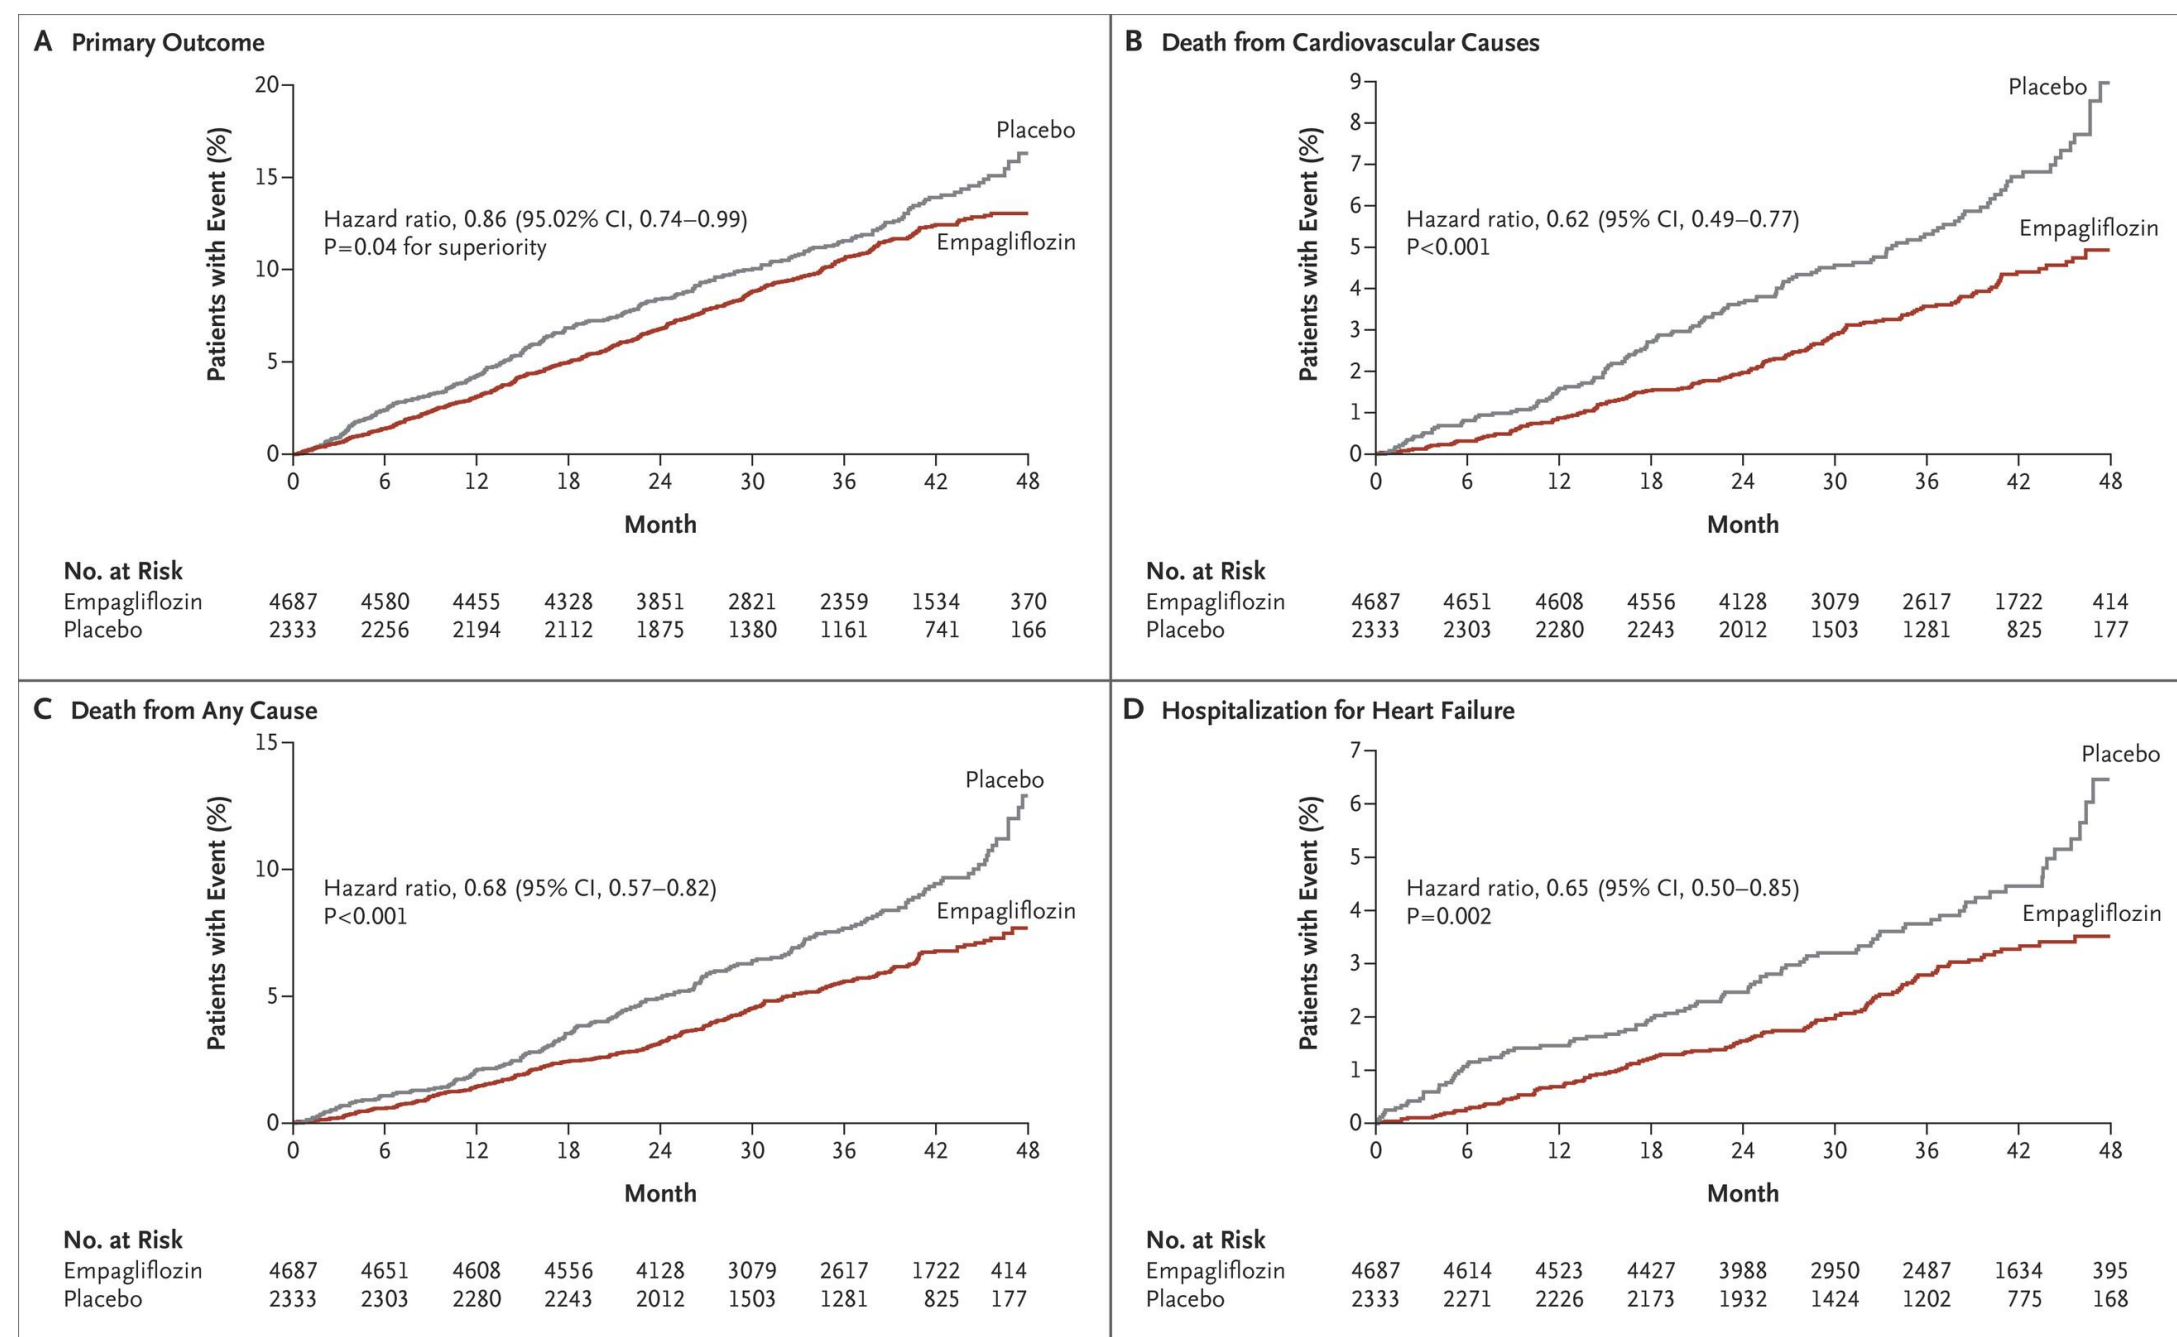 A Primary Outcome
20
15
10
5
0
Patients with Event (%)
Placebo
Hazard ratio, 0.86 (95.02% CI, 0.74–0.99)
P=0.04 for superiority
Empagliflozin
0 6 12 18 24 30 36 42 48
Month
No. at Risk
Empagliflozin 4687 4580 4455 4328 3851 2821 2359 1534 370
Placebo 2333 2256 2194 2112 1875 1380 1161 741 166
B Death from Cardiovascular Causes
9
8
7
6
5
4
3
2
1
0
Patients with Event (%)
Placebo
Hazard ratio, 0.62 (95% CI, 0.49–0.77)
P<0.001
Empagliflozin
0 6 12 18 24 30 36 42 48
Month
No. at Risk
Empagliflozin 4687 4651 4608 4556 4128 3079 2617 1722 414
Placebo 2333 2303 2280 2243 2012 1503 1281 825 177
C Death from Any Cause
15
10
5
0
Patients with Event (%)
Placebo
Hazard ratio, 0.68 (95% CI, 0.57–0.82)
P<0.001
Empagliflozin
0 6 12 18 24 30 36 42 48
Month
No. at Risk
Empagliflozin 4687 4651 4608 4556 4128 3079 2617 1722 414
Placebo 2333 2303 2280 2243 2012 1503 1281 825 177
D Hospitalization for Heart Failure
7
6
5
4
3
2
1
0
Patients with Event (%)
Placebo
Hazard ratio, 0.65 (95% CI, 0.50–0.85)
P=0.002
Empagliflozin
0 6 12 18 24 30 36 42 48
Month
No. at Risk
Empagliflozin 4687 4614 4523 4427 3988 2950 2487 1634 395
Placebo 2333 2271 2226 2173 1932 1424 1202 775 168